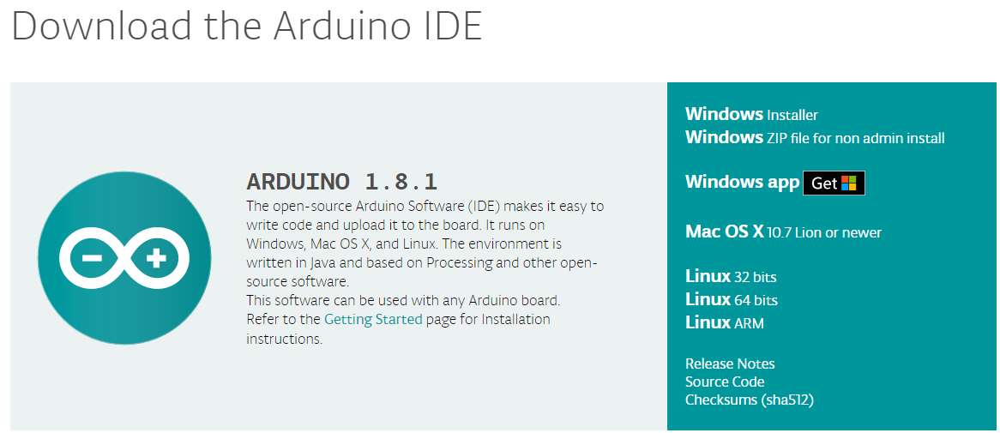 Download the Arduino IDE
ARDUINO 1.8.1
The open-source Arduino Software (IDE) makes it easy to
write code and upload it to the board. It runs on
Windows, Mac OS X, and Linux. The environment is
written in Java and based on Processing and other open-
source software.
This software can be used with any Arduino board.
Refer to the Getting Started page for Installation
instructions.
Windows Installer
Windows ZIP file for non admin install
Windows app Get
Mac OS X 10.7 Lion or newer
Linux 32 bits
Linux 64 bits
Linux ARM
Release Notes
Source Code
Checksums (sha512)